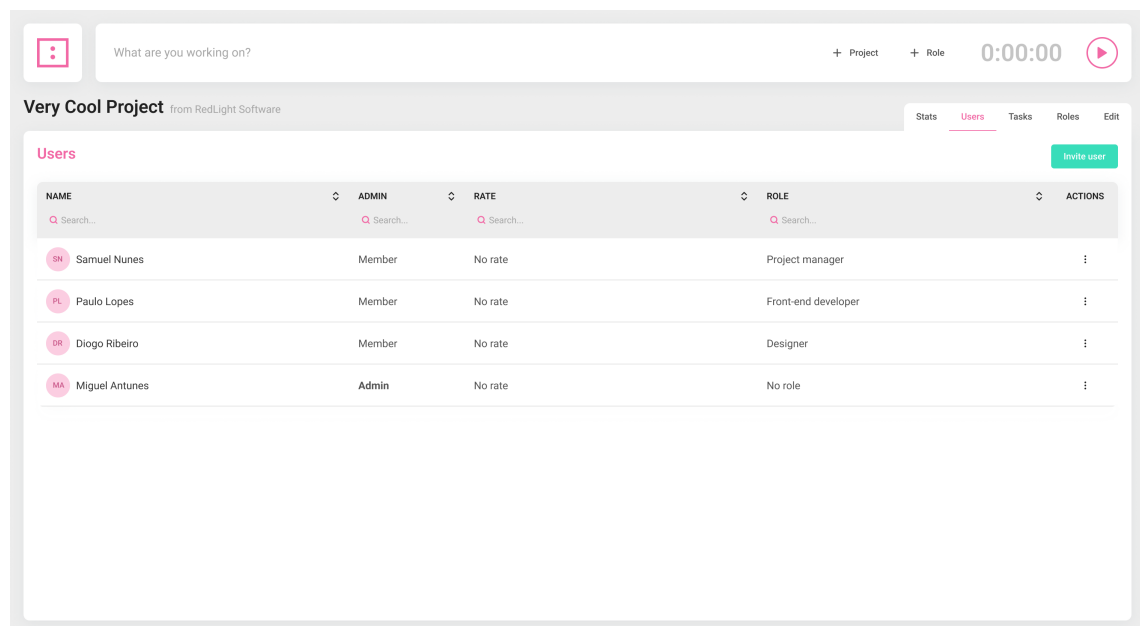 What are you working on? + Project + Role 0:00:00
Very Cool Project from RedLight Software
Stats Users Tasks Roles Edit
Users Invite user
NAME ADMIN RATE ROLE ACTIONS
Search... Search... Search... Search...
SN Samuel Nunes Member No rate Project manager
PL Paulo Lopes Member No rate Front-end developer
DR Diogo Ribeiro Member No rate Designer
MA Miguel Antunes Admin No rate No role